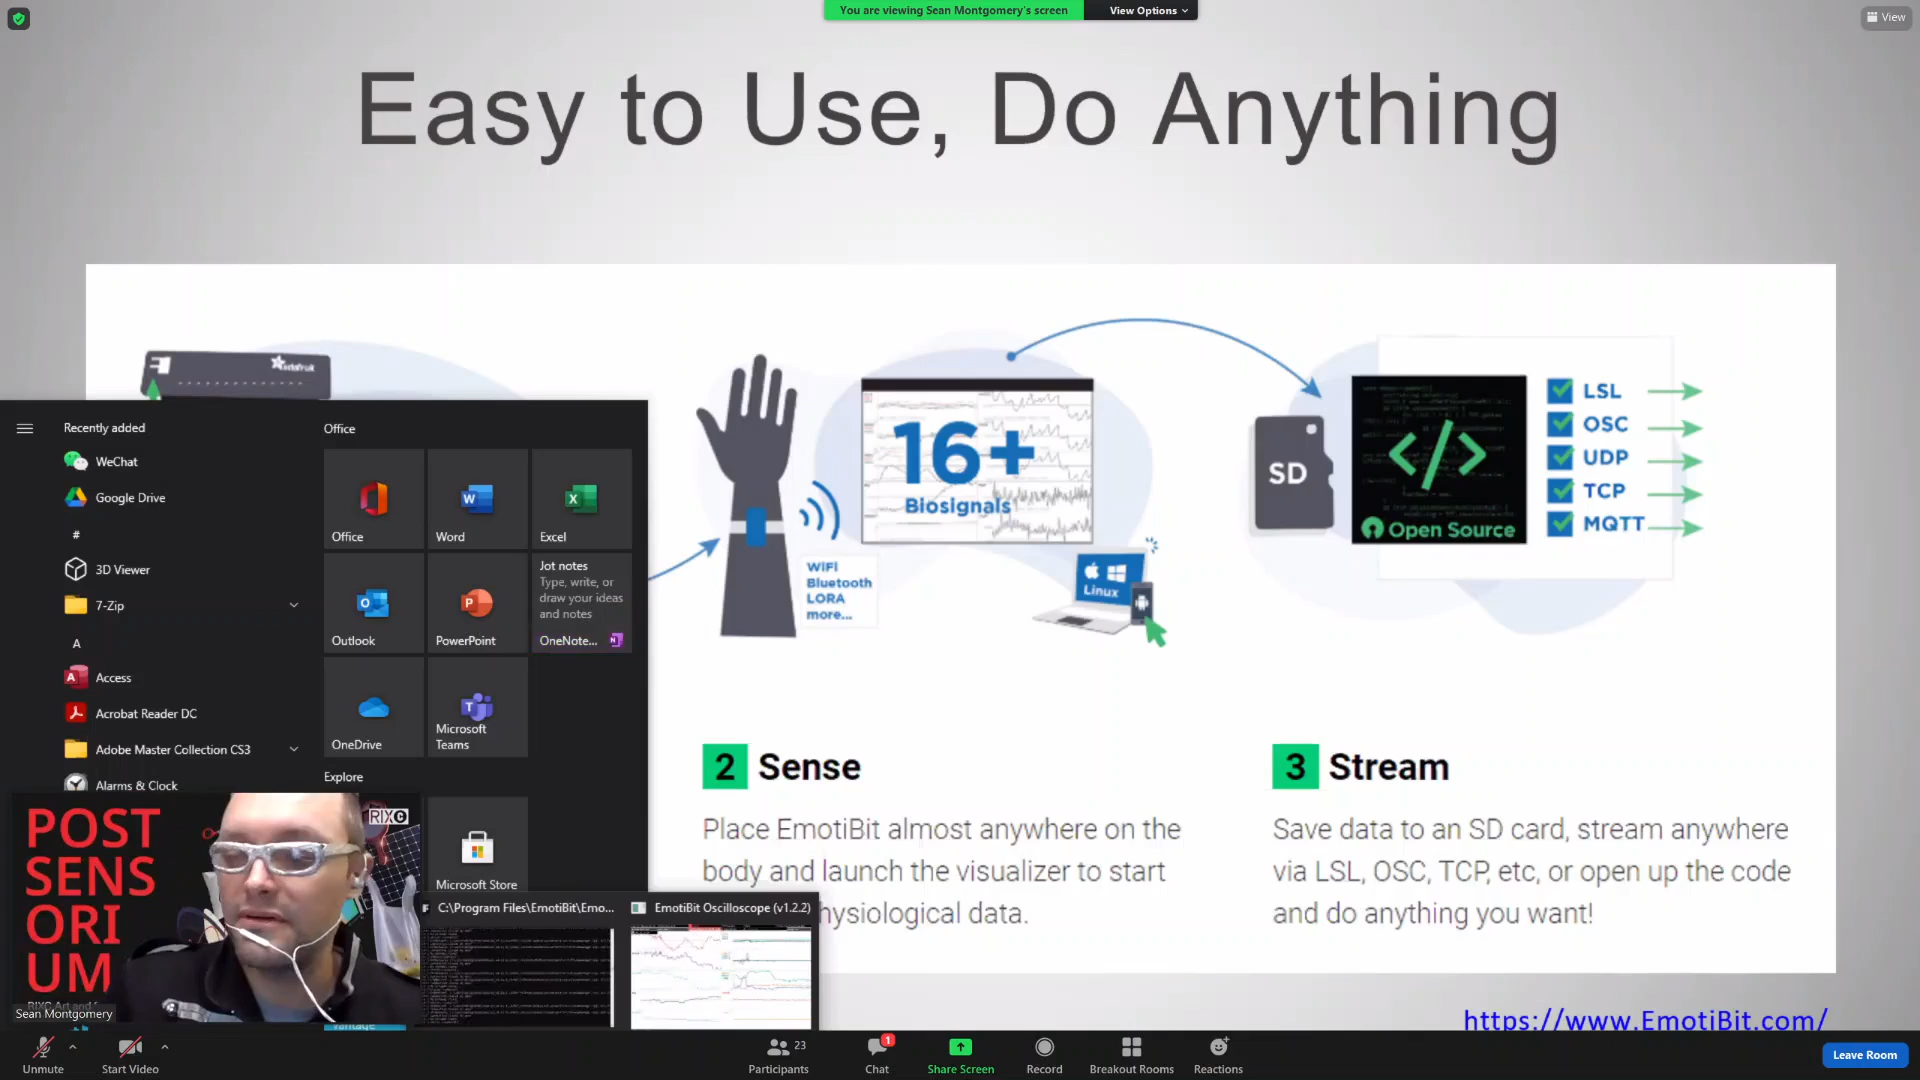 You are viewing Sean Montgomery's screen
View Options
View
Easy to Use, Do Anything
adafruit
16+
Biosignals
WiFi
Bluetooth
LORA
more...
Linux
SD
</>
Open Source
LSL
OSC
UDP
TCP
MQTT
Recently added
WeChat
Google Drive
#
3D Viewer
7-Zip
A
Access
Acrobat Reader DC
Adobe Master Collection CS3
Alarms & Clock
Office
Office
Word
Excel
Outlook
PowerPoint
Jot notes
Type, write, or
draw your ideas
and notes
OneNote...
OneDrive
Microsoft
Teams
Explore
Microsoft Store
Vantage
2 Sense
Place EmotiBit almost anywhere on the
body and launch the visualizer to start
hysiological data.
3 Stream
Save data to an SD card, stream anywhere
via LSL, OSC, TCP, etc, or open up the code
and do anything you want!
https://www.EmotiBit.com/
C:\Program Files\EmotiBit\Emo...
EmotiBit Oscilloscope (v1.2.2)
POST
SENS
ORI
UM
RIXC
Sean Montgomery
Unmute
Start Video
23
Participants
1
Chat
Share Screen
Record
Breakout Rooms
Reactions
Leave Room